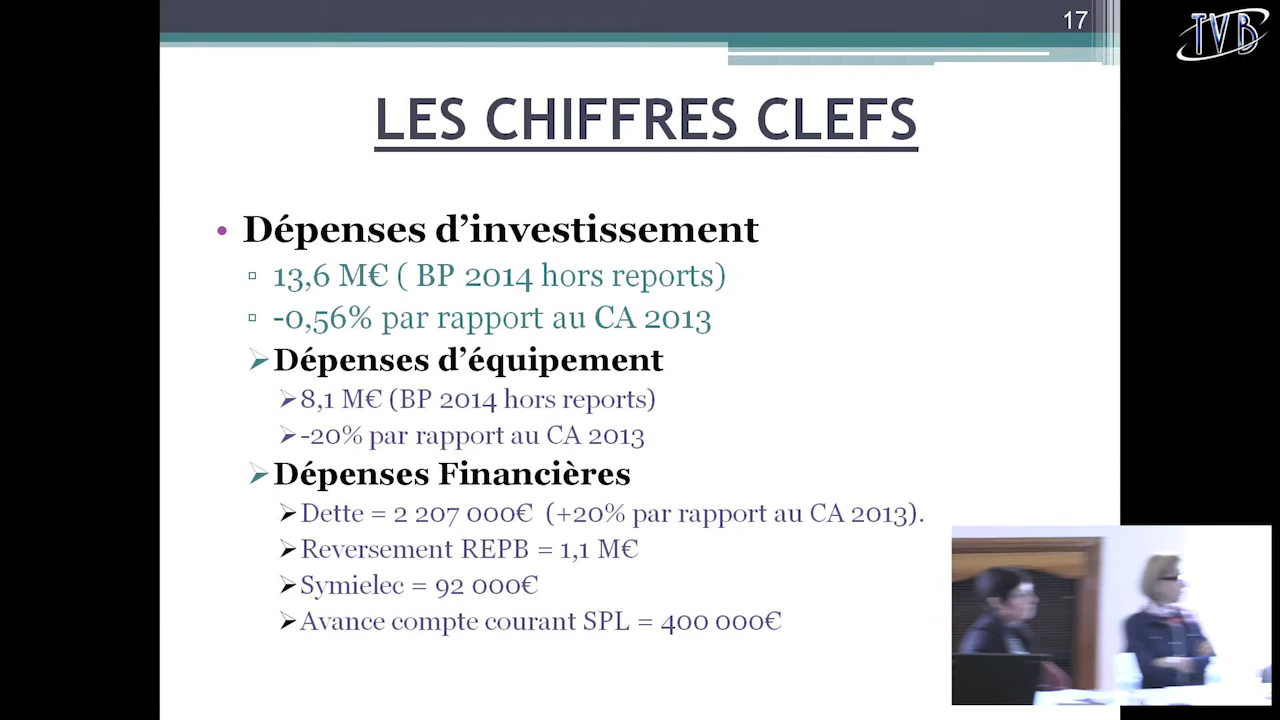 17
TVB
LES CHIFFRES CLEFS
• Dépenses d’investissement
▫ 13,6 M€ ( BP 2014 hors reports)
▫ -0,56% par rapport au CA 2013
➢Dépenses d’équipement
➢8,1 M€ (BP 2014 hors reports)
➢-20% par rapport au CA 2013
➢Dépenses Financières
➢Dette = 2 207 000€ (+20% par rapport au CA 2013).
➢Reversement REPB = 1,1 M€
➢Symielec = 92 000€
➢Avance compte courant SPL = 400 000€